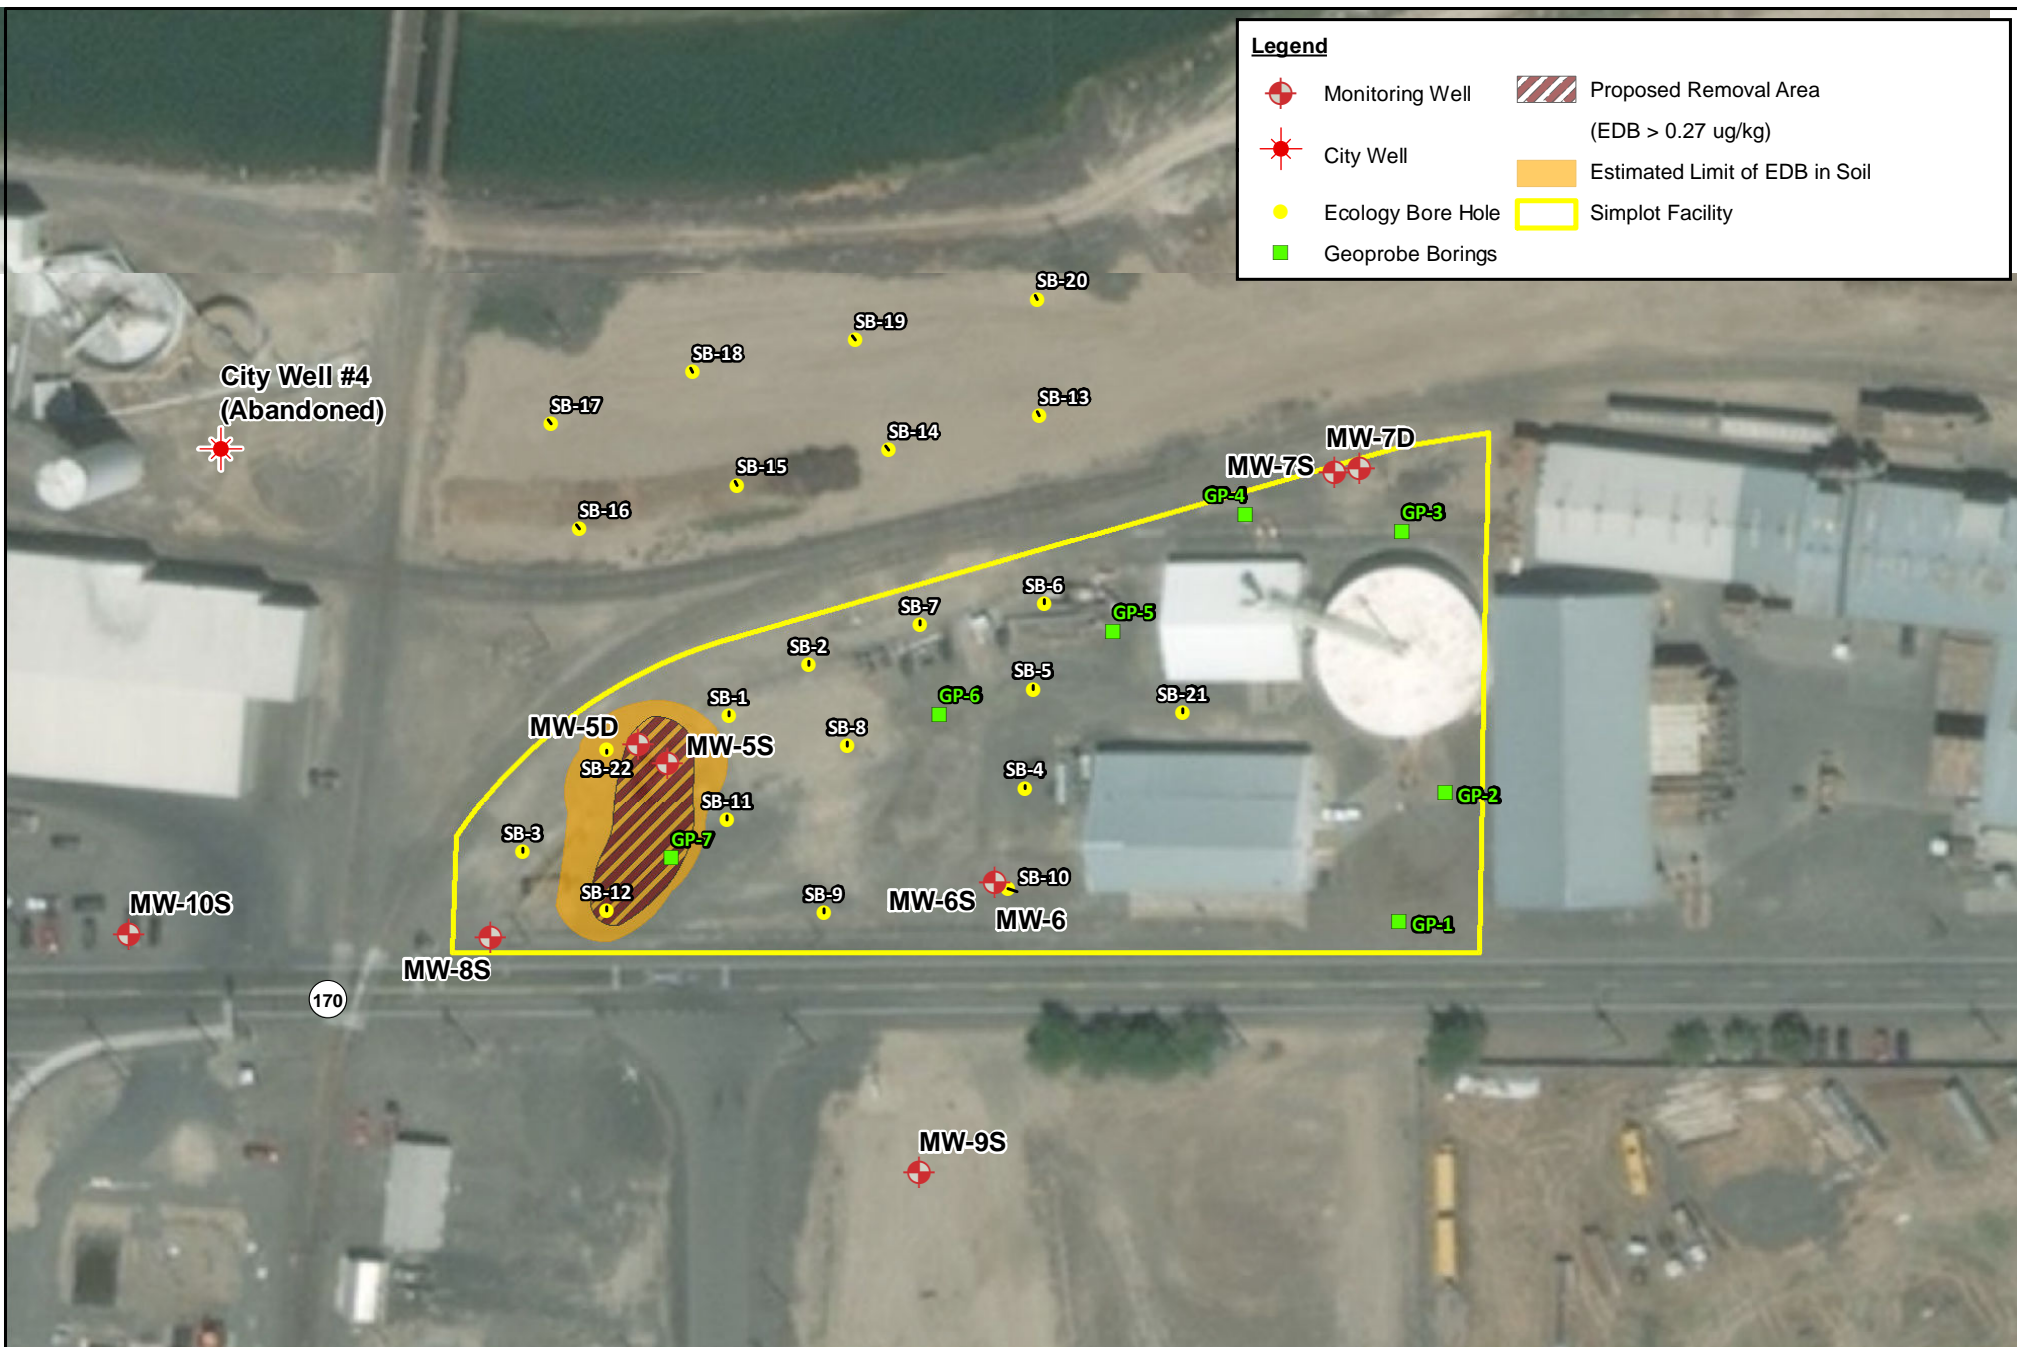 Legend
Monitoring Well
City Well
Ecology Bore Hole
Geoprobe Borings
Proposed Removal Area
(EDB > 0.27 ug/kg)
Estimated Limit of EDB in Soil
Simplot Facility
SB-20
SB-19
SB-18
City Well #4
(Abandoned)
SB-17
SB-13
SB-14
MW-7D
MW-7S
SB-15
GP-4
SB-16
GP-3
SB-6
SB-7
GP-5
SB-2
SB-5
SB-1
GP-6
SB-21
MW-5D
SB-8
MW-5S
SB-22
SB-4
SB-11
GP-2
SB-3
GP-7
SB-10
SB-12
SB-9
MW-6S
MW-10S
MW-6
GP-1
MW-8S
170
MW-9S